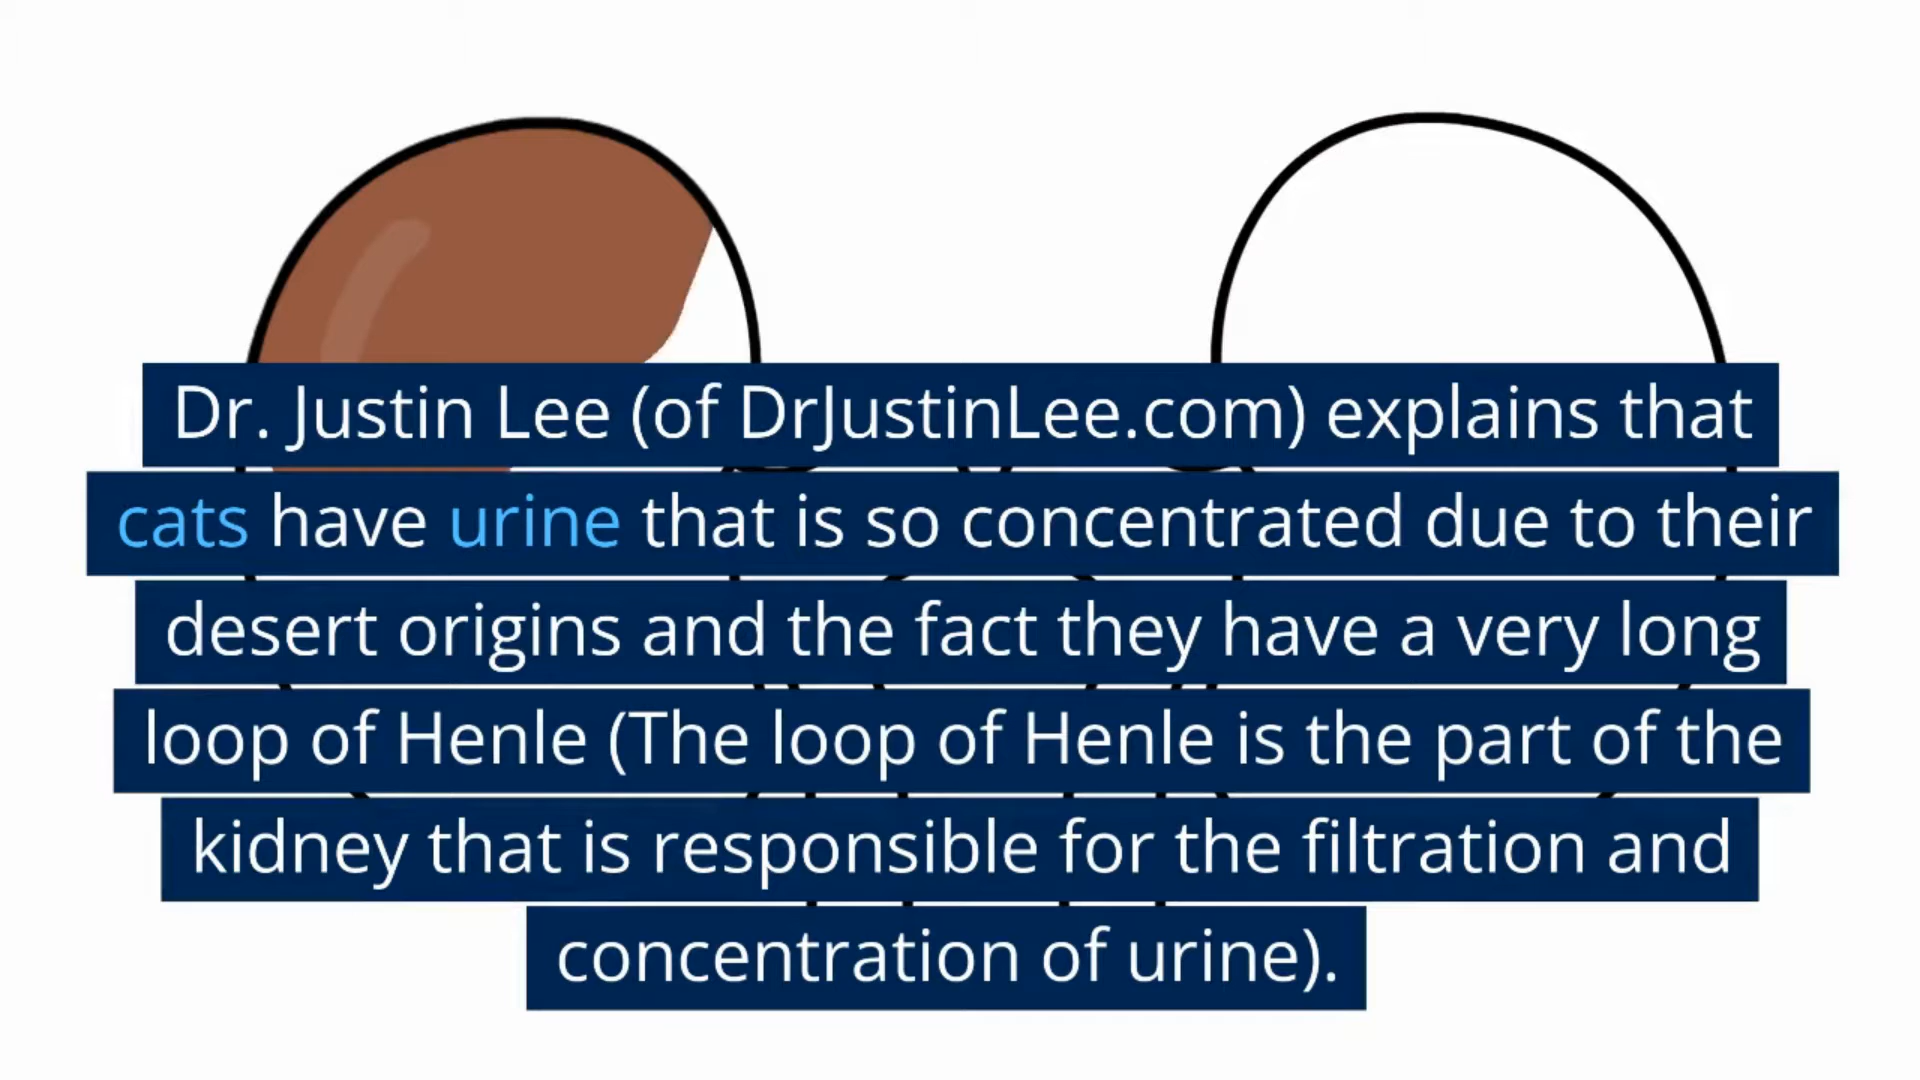 Dr. Justin Lee (of DrJustinLee.com) explains that
cats have urine that is so concentrated due to their
desert origins and the fact they have a very long
loop of Henle (The loop of Henle is the part of the
kidney that is responsible for the filtration and
concentration of urine).